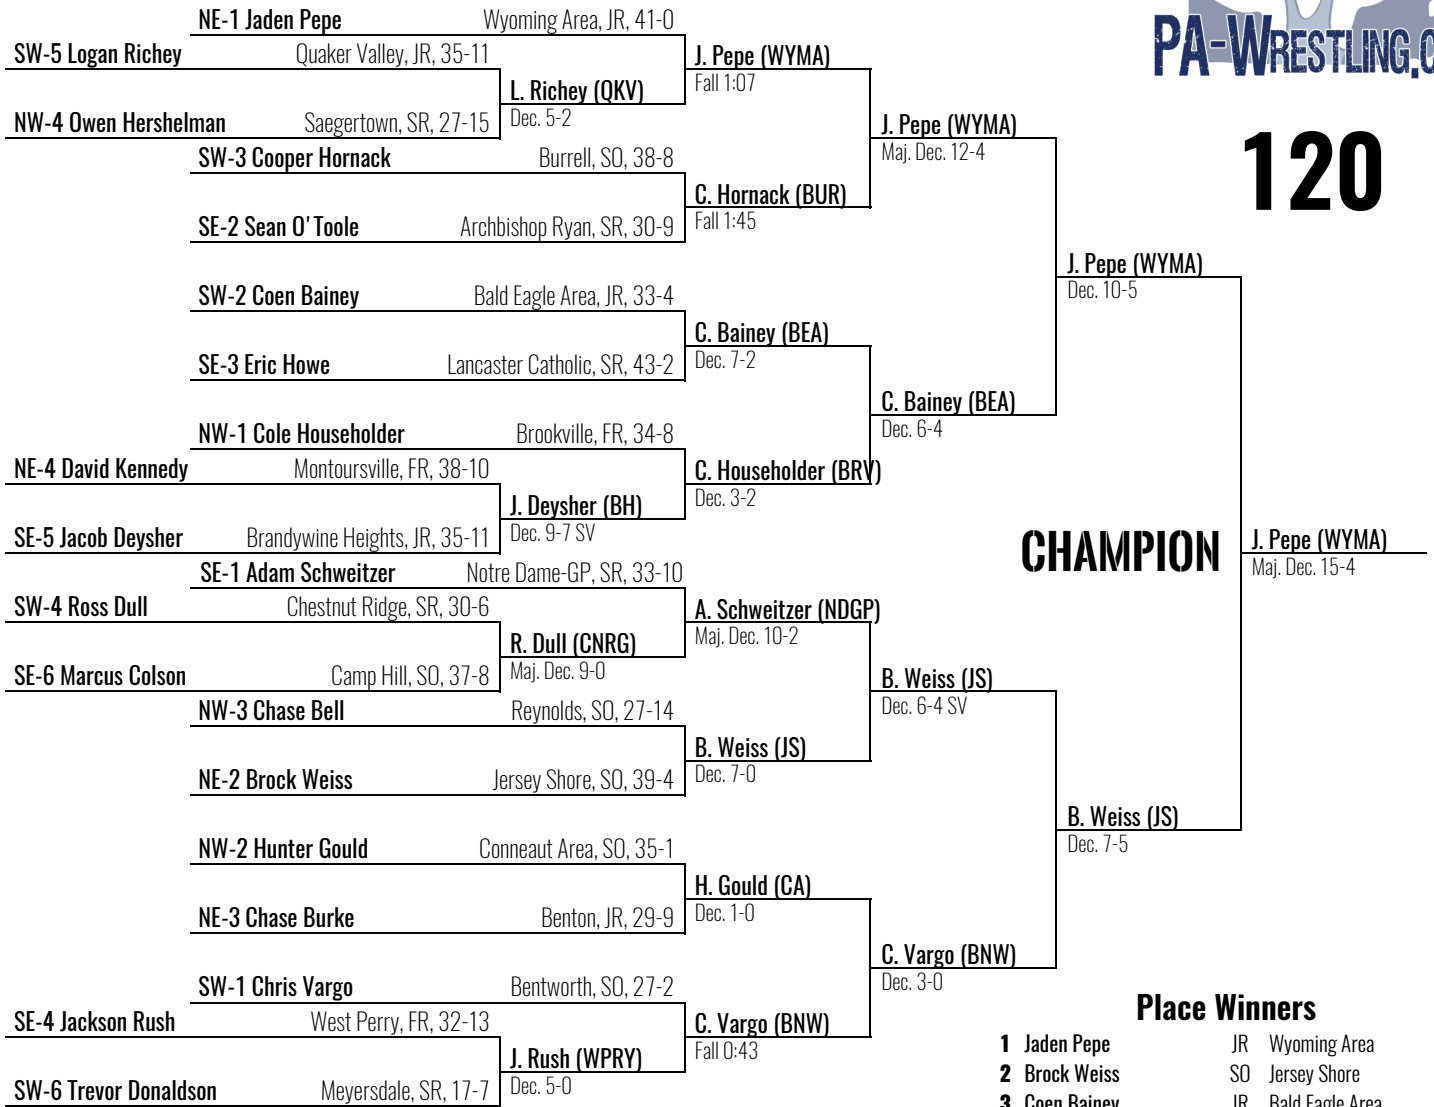 NE-1 Jaden Pepe Wyoming Area, JR, 41-0
SW-5 Logan Richey Quaker Valley, JR, 35-11
J. Pepe (WYMA)
Fall 1:07
L. Richey (QKV)
Dec. 5-2
NW-4 Owen Hershelman Saegertown, SR, 27-15
J. Pepe (WYMA)
Maj. Dec. 12-4
SW-3 Cooper Hornack Burrell, SO, 38-8
C. Hornack (BUR)
Fall 1:45
SE-2 Sean O'Toole Archbishop Ryan, SR, 30-9
J. Pepe (WYMA)
Dec. 10-5
SW-2 Coen Bainey Bald Eagle Area, JR, 33-4
C. Bainey (BEA)
Dec. 7-2
SE-3 Eric Howe Lancaster Catholic, SR, 43-2
C. Bainey (BEA)
Dec. 6-4
NW-1 Cole Householder Brookville, FR, 34-8
NE-4 David Kennedy Montoursville, FR, 38-10
C. Householder (BRV)
Dec. 3-2
J. Deysher (BH)
Dec. 9-7 SV
SE-5 Jacob Deysher Brandywine Heights, JR, 35-11
CHAMPION
J. Pepe (WYMA)
Maj. Dec. 15-4
SE-1 Adam Schweitzer Notre Dame-GP, SR, 33-10
SW-4 Ross Dull Chestnut Ridge, SR, 30-6
A. Schweitzer (NDGP)
Maj. Dec. 10-2
R. Dull (CNRG)
Maj. Dec. 9-0
SE-6 Marcus Colson Camp Hill, SO, 37-8
B. Weiss (JS)
Dec. 6-4 SV
NW-3 Chase Bell Reynolds, SO, 27-14
B. Weiss (JS)
Dec. 7-0
NE-2 Brock Weiss Jersey Shore, SO, 39-4
B. Weiss (JS)
Dec. 7-5
NW-2 Hunter Gould Conneaut Area, SO, 35-1
H. Gould (CA)
Dec. 1-0
NE-3 Chase Burke Benton, JR, 29-9
C. Vargo (BNW)
Dec. 3-0
SW-1 Chris Vargo Bentworth, SO, 27-2
SE-4 Jackson Rush West Perry, FR, 32-13
C. Vargo (BNW)
Fall 0:43
J. Rush (WPRY)
Dec. 5-0
SW-6 Trevor Donaldson Meyersdale, SR, 17-7
PA-WRESTLING.C
120
Place Winners
1 Jaden Pepe JR Wyoming Area
2 Brock Weiss SO Jersey Shore
3 Coen Bainey JR Bald Eagle Area